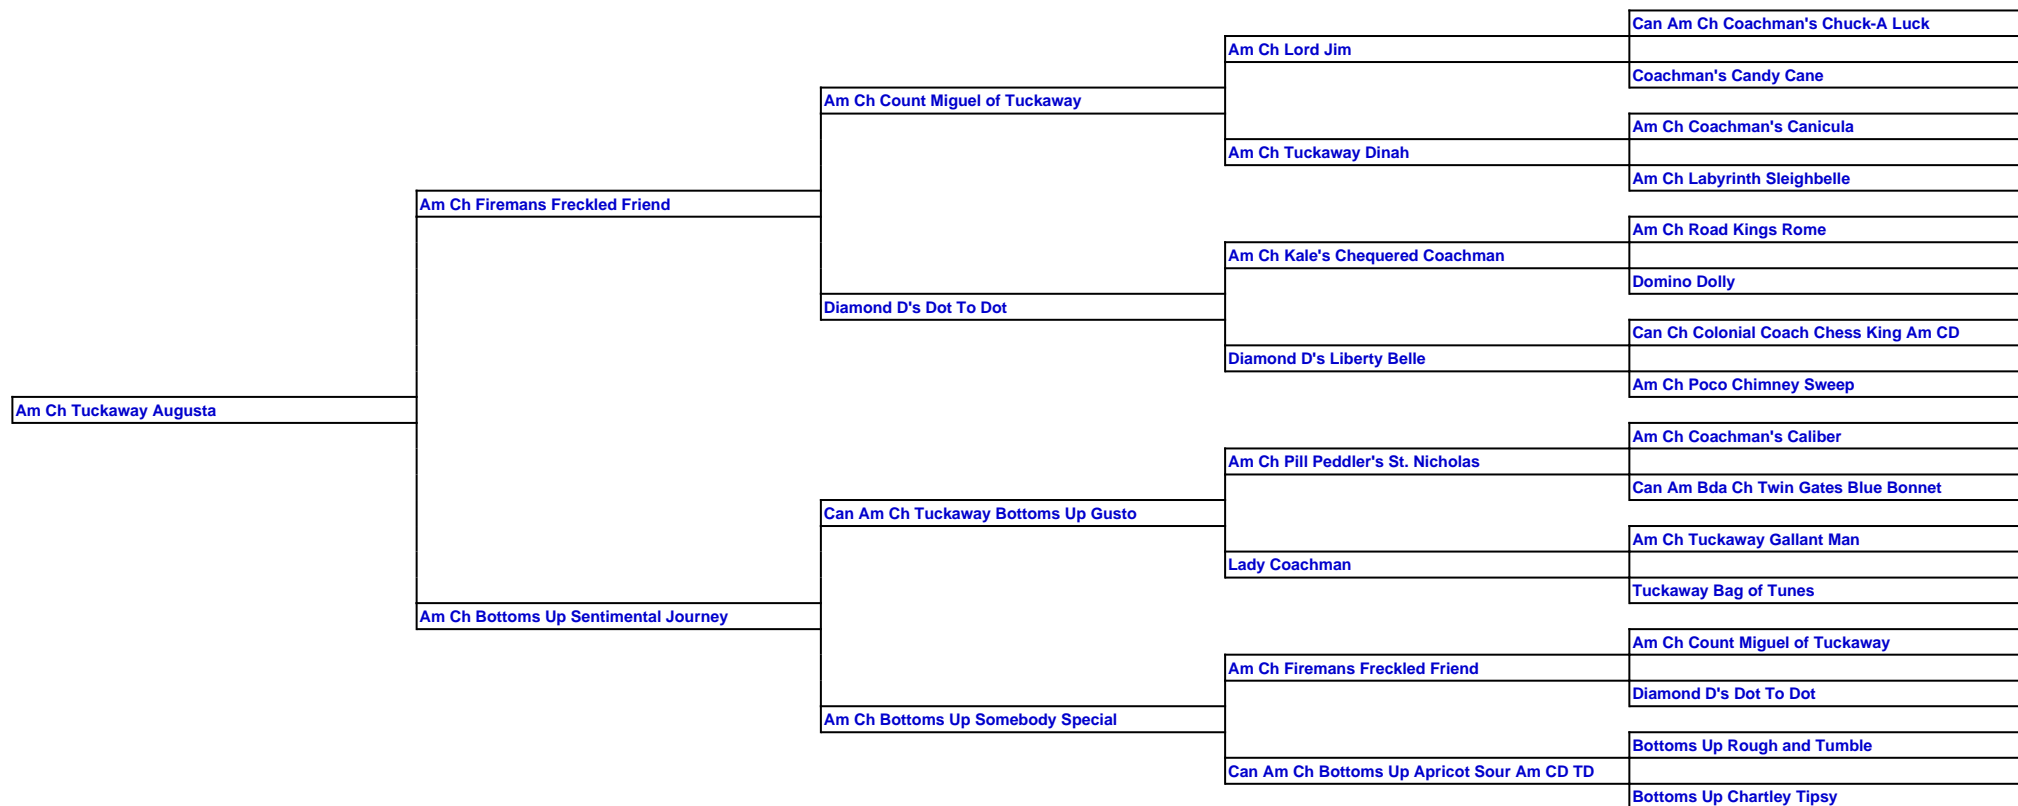 Can Am Ch Coachman's Chuck-A Luck
Am Ch Lord Jim
Coachman's Candy Cane
Am Ch Count Miguel of Tuckaway
Am Ch Coachman's Canicula
Am Ch Tuckaway Dinah
Am Ch Labyrinth Sleighbelle
Am Ch Firemans Freckled Friend
Am Ch Road Kings Rome
Am Ch Kale's Chequered Coachman
Domino Dolly
Diamond D's Dot To Dot
Can Ch Colonial Coach Chess King Am CD
Diamond D's Liberty Belle
Am Ch Poco Chimney Sweep
Am Ch Tuckaway Augusta
Am Ch Coachman's Caliber
Am Ch Pill Peddler's St. Nicholas
Can Am Bda Ch Twin Gates Blue Bonnet
Can Am Ch Tuckaway Bottoms Up Gusto
Am Ch Tuckaway Gallant Man
Lady Coachman
Tuckaway Bag of Tunes
Am Ch Bottoms Up Sentimental Journey
Am Ch Count Miguel of Tuckaway
Am Ch Firemans Freckled Friend
Diamond D's Dot To Dot
Am Ch Bottoms Up Somebody Special
Bottoms Up Rough and Tumble
Can Am Ch Bottoms Up Apricot Sour Am CD TD
Bottoms Up Chartley Tipsy